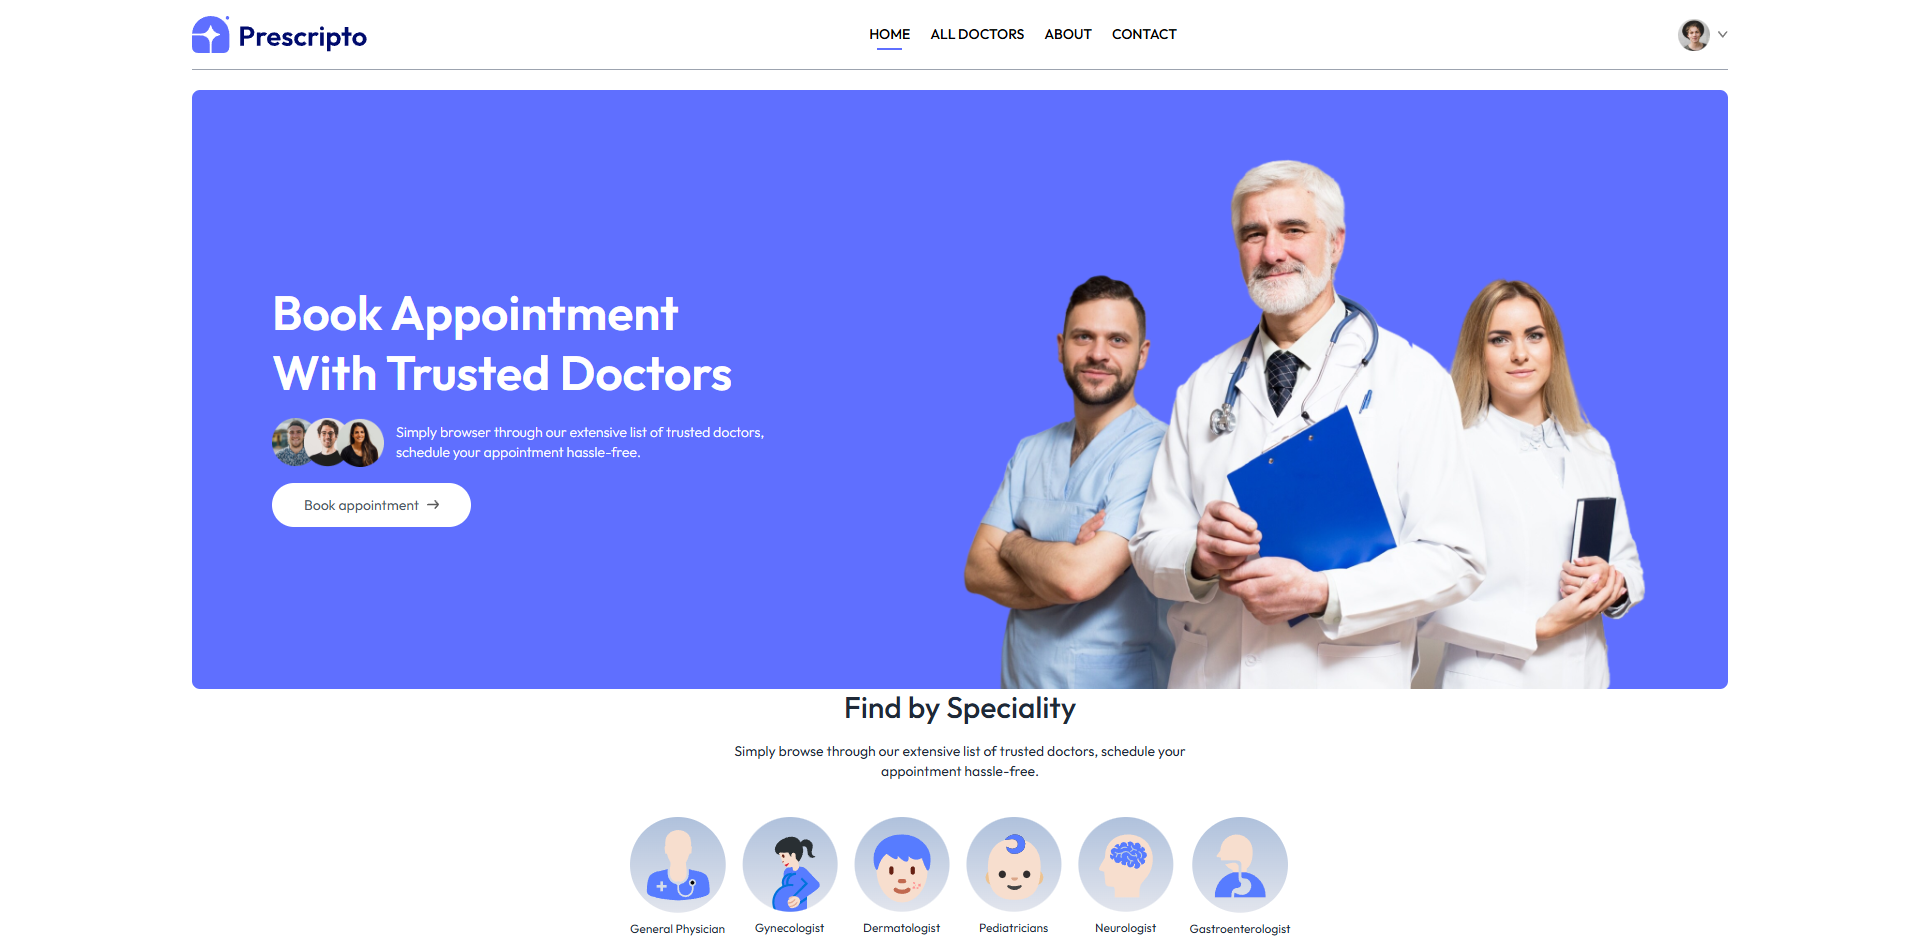 Prescripto
HOME ALL DOCTORS ABOUT CONTACT
Book Appointment
With Trusted Doctors
Simply browser through our extensive list of trusted doctors,
schedule your appointment hassle-free.
Book appointment →
Find by Speciality
Simply browse through our extensive list of trusted doctors, schedule your
appointment hassle-free.
General Physician Gynecologist Dermatologist Pediatricians Neurologist Gastroenterologist